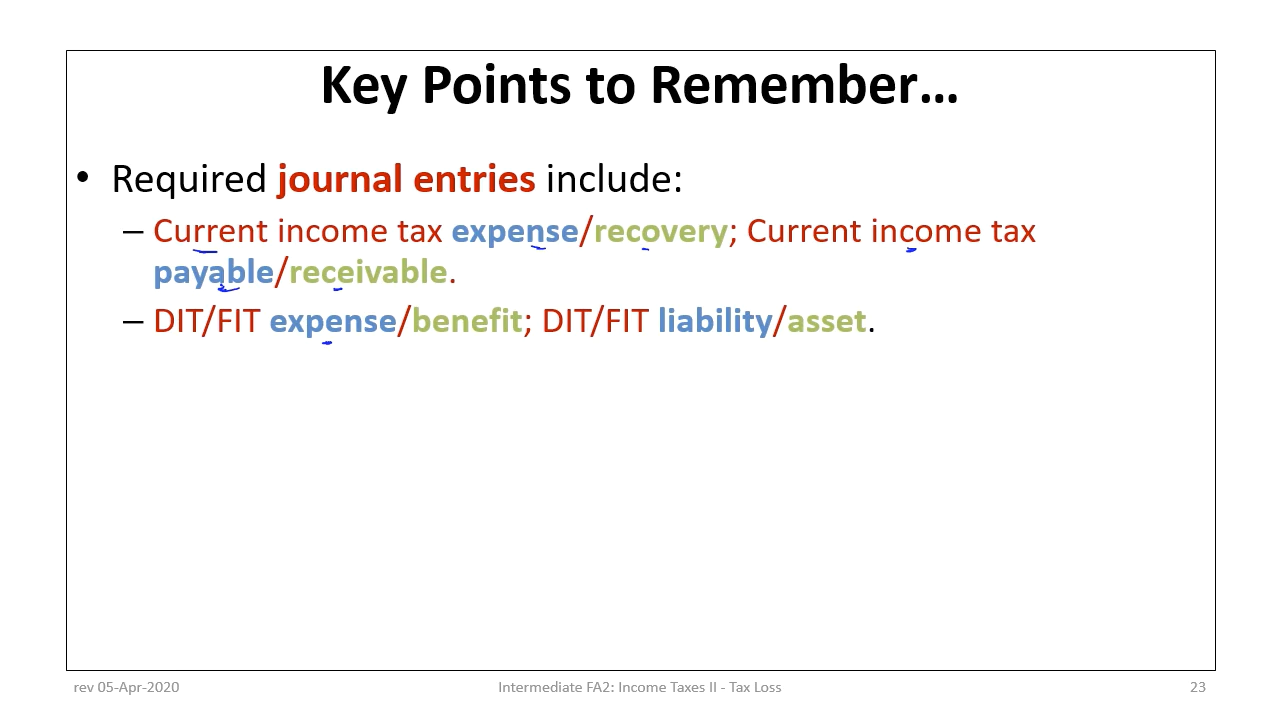 Key Points to Remember…
• Required journal entries include:
– Current income tax expense/recovery; Current income tax
payable/receivable.
– DIT/FIT expense/benefit; DIT/FIT liability/asset.
rev 05-Apr-2020
Intermediate FA2: Income Taxes II - Tax Loss
23